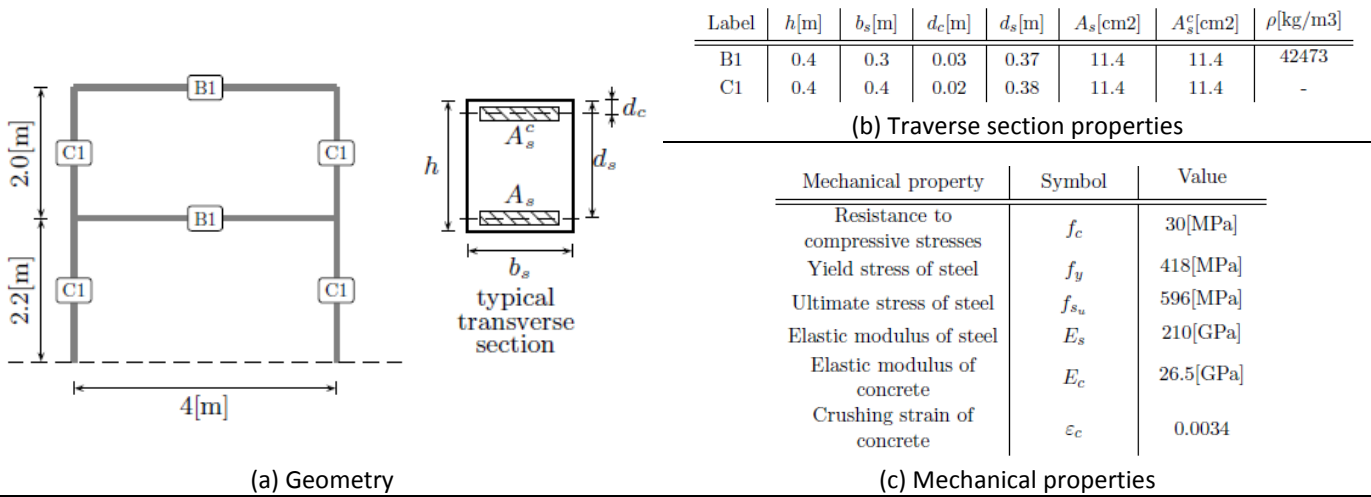 B1
2.0[m]
C1
C1
B1
2.2[m]
C1
C1
4[m]
h
A_s^c
A_s
d_c
d_s
b_s
typical
transverse
section
(a) Geometry
Label h[m] b_s[m] d_c[m] d_s[m] A_s[cm2] A_s^c[cm2] ρ[kg/m3]
B1 0.4 0.3 0.03 0.37 11.4 11.4 42473
C1 0.4 0.4 0.02 0.38 11.4 11.4 -
(b) Traverse section properties
Mechanical property Symbol Value
Resistance to
compressive stresses f_c 30[MPa]
Yield stress of steel f_y 418[MPa]
Ultimate stress of steel f_{s_u} 596[MPa]
Elastic modulus of steel E_s 210[GPa]
Elastic modulus of
concrete E_c 26.5[GPa]
Crushing strain of
concrete ε_c 0.0034
(c) Mechanical properties